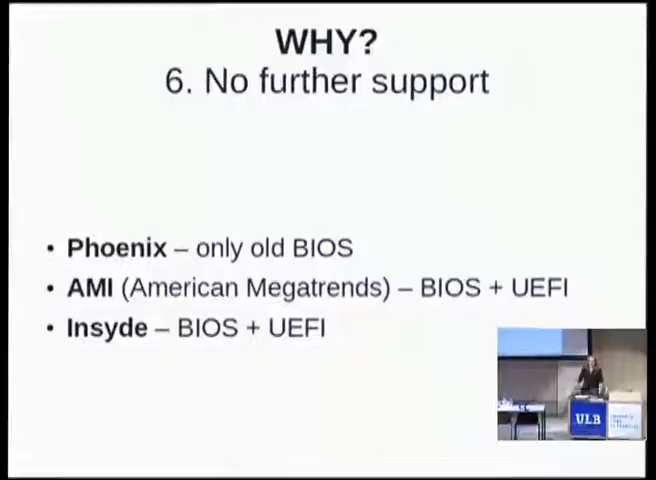 WHY?
6. No further support
• Phoenix – only old BIOS
• AMI (American Megatrends) – BIOS + UEFI
• Insyde – BIOS + UEFI
ULB